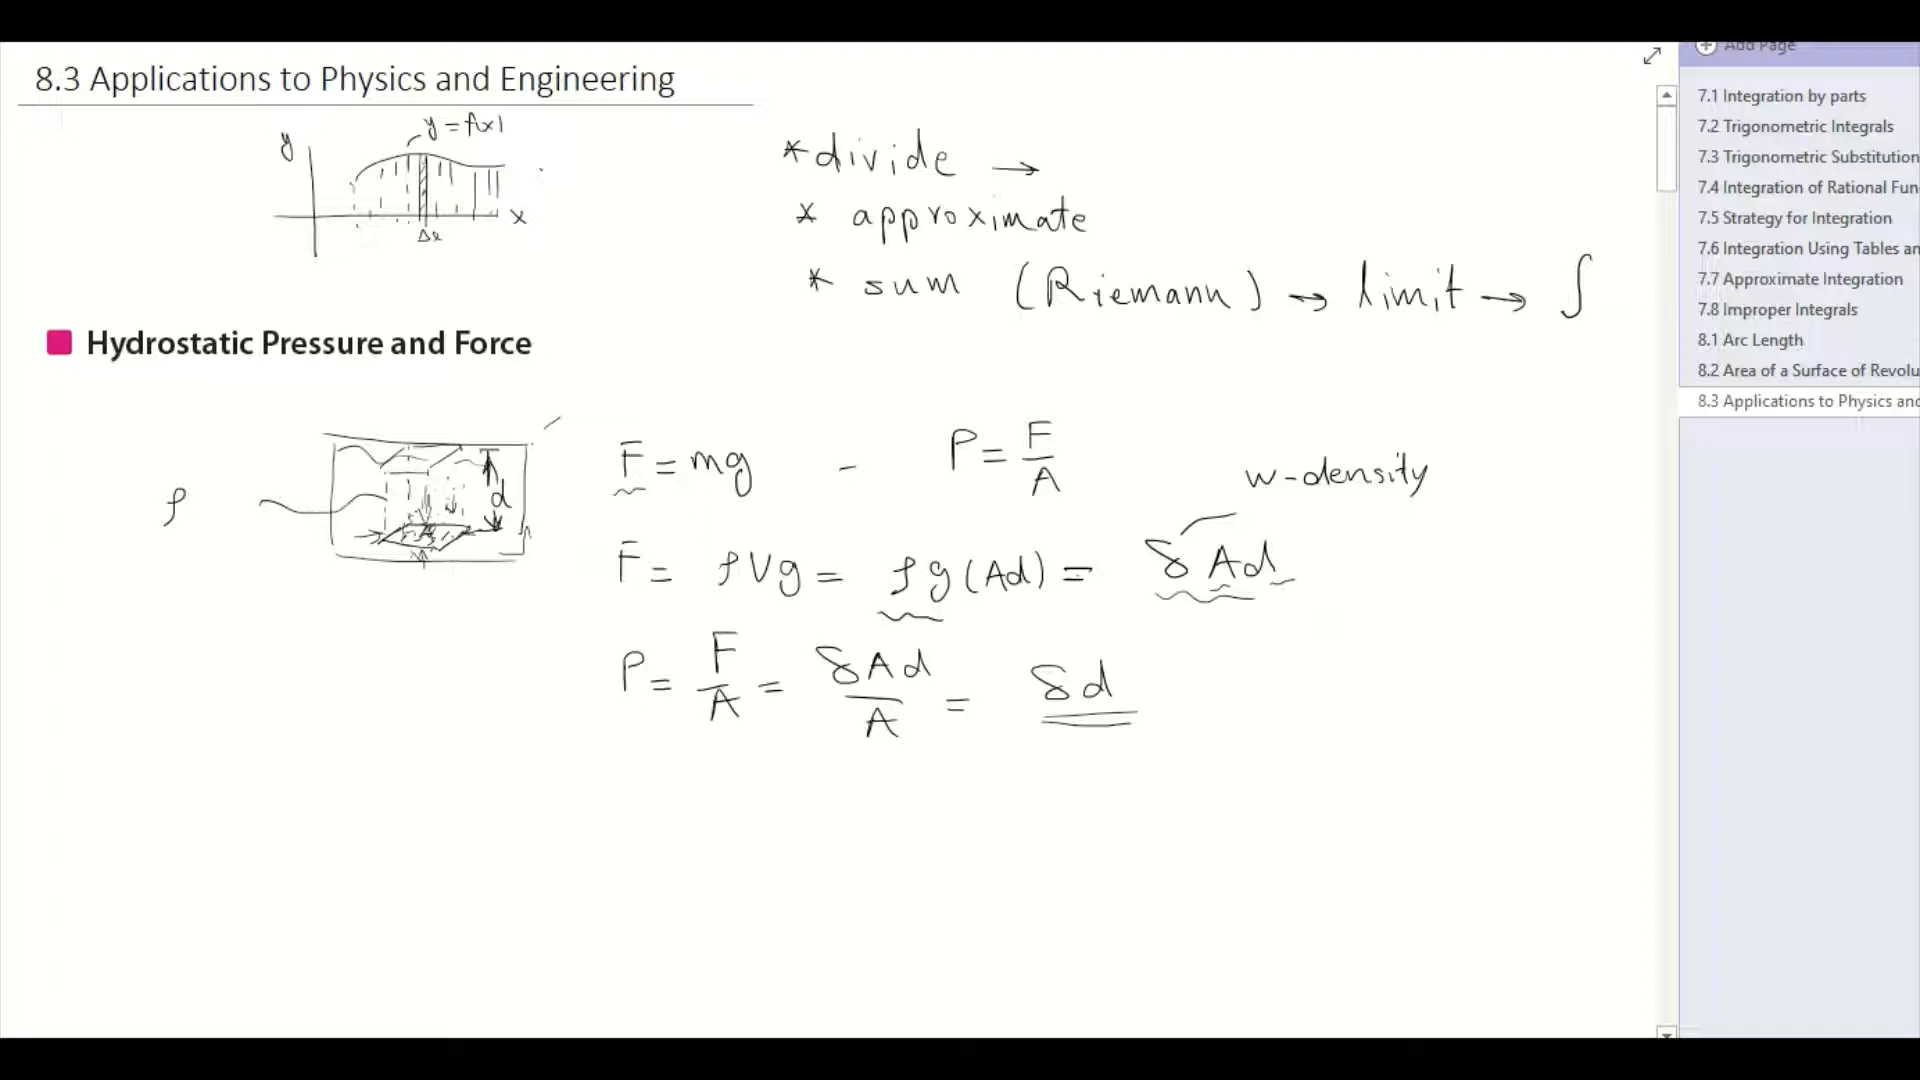 8.3 Applications to Physics and Engineering
y
y = f(x)
x
Δx
*divide →
* approximate
* sum (Riemann) → limit → ∫
Hydrostatic Pressure and Force
ρ
d
A
F = mg - P = F/A
w-density
F = ρVg = ρg(Ad) = δAd
P = F/A = δAd/A = δd
Add Page
7.1 Integration by parts
7.2 Trigonometric Integrals
7.3 Trigonometric Substitution
7.4 Integration of Rational Fun
7.5 Strategy for Integration
7.6 Integration Using Tables an
7.7 Approximate Integration
7.8 Improper Integrals
8.1 Arc Length
8.2 Area of a Surface of Revolu
8.3 Applications to Physics and